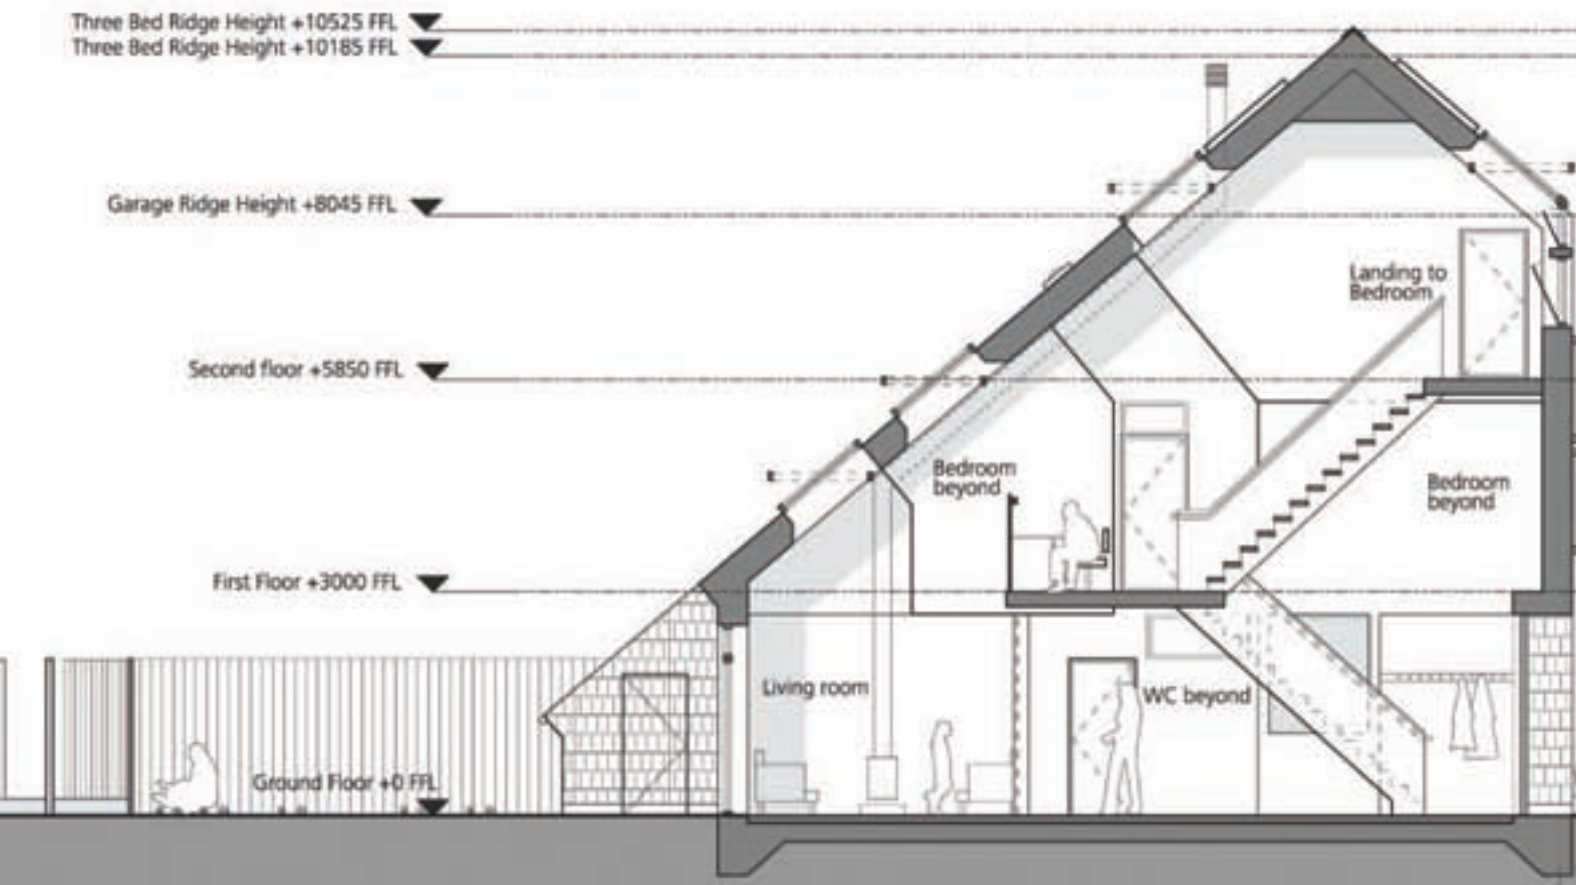 Three Bed Ridge Height +10525 FFL
Three Bed Ridge Height +10185 FFL
Garage Ridge Height +8045 FFL
Landing to
Bedroom
Second floor +5850 FFL
Bedroom
beyond
Bedroom
beyond
First Floor +3000 FFL
Living room
WC beyond
Ground Floor +0 FFL